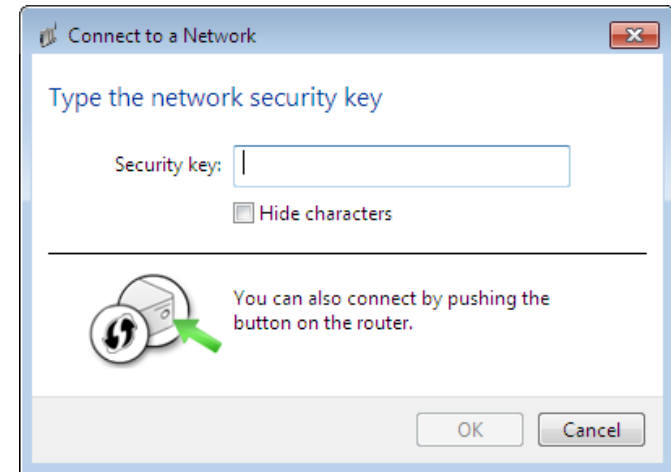 Connect to a Network
Type the network security key
Security key:
Hide characters
You can also connect by pushing the
button on the router.
OK
Cancel